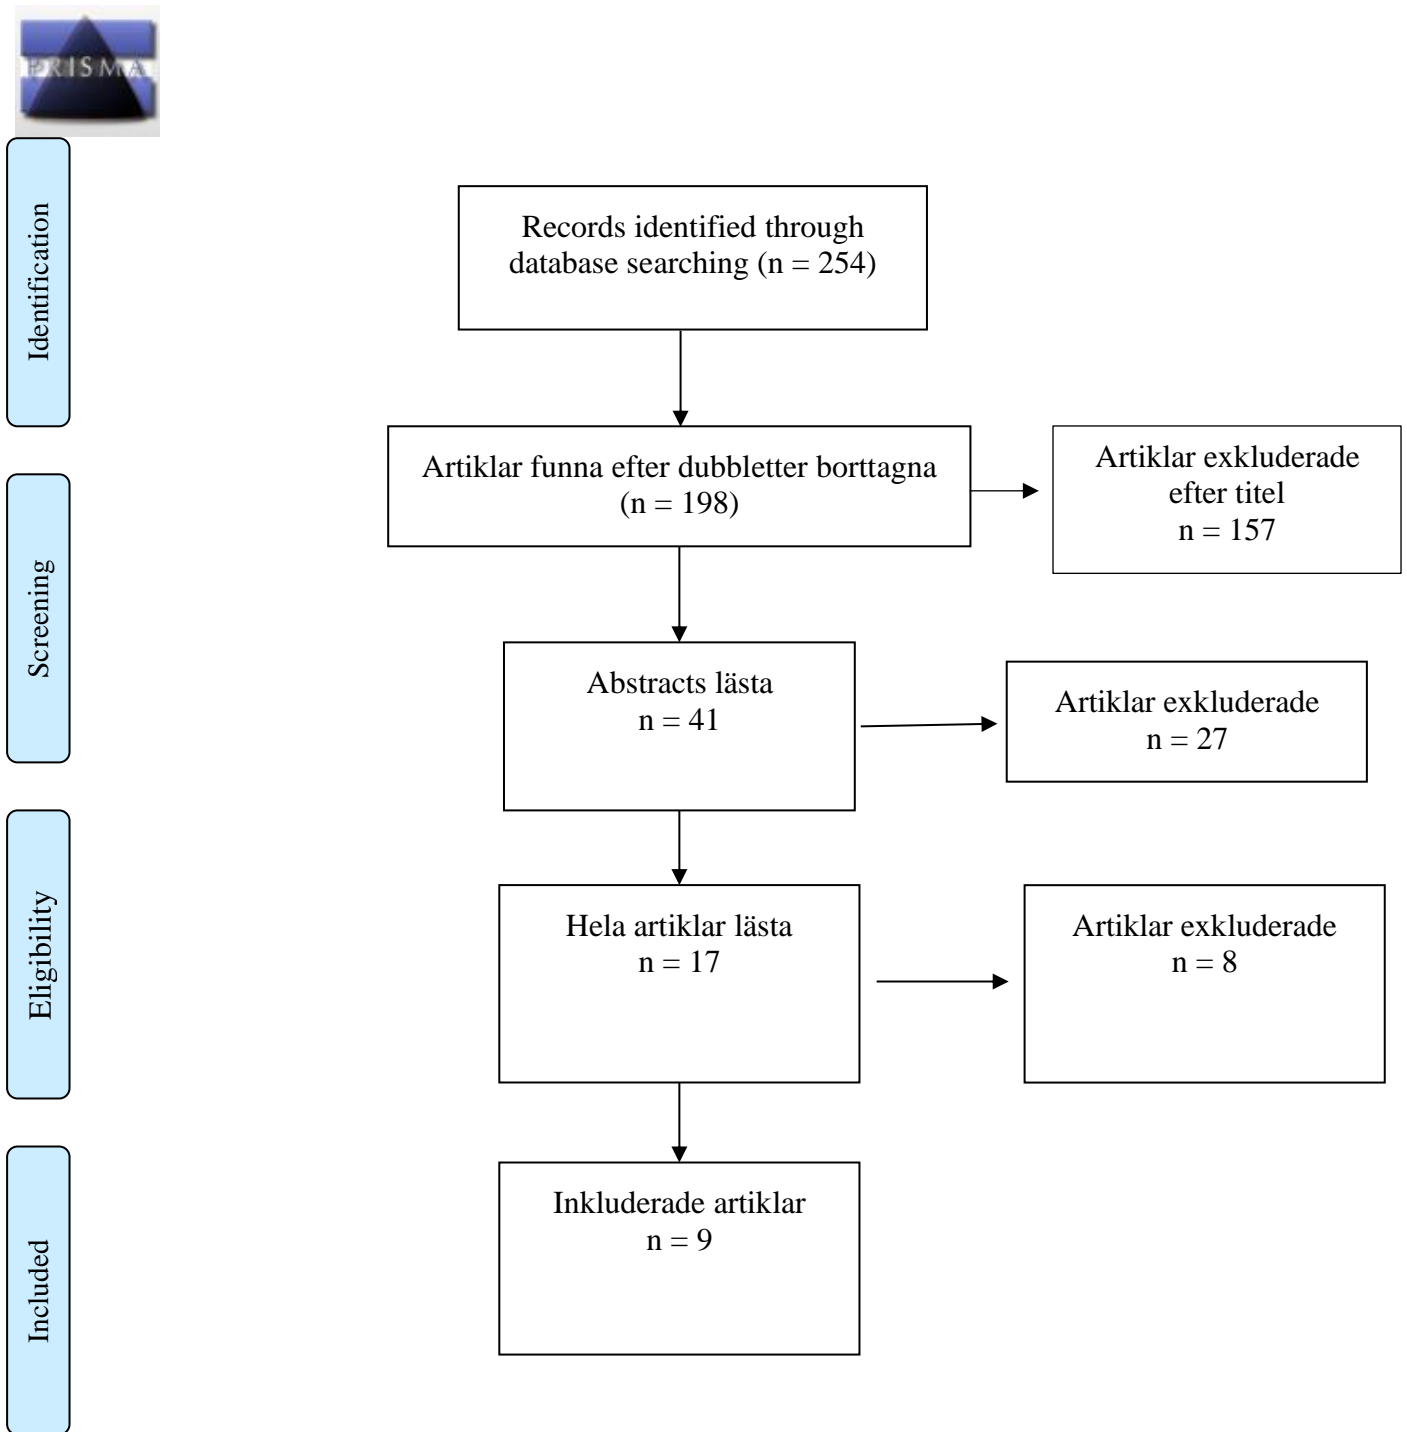 PRISMA
Identification
Records identified through
database searching (n = 254)
Artiklar funna efter dubbletter borttagna
(n = 198)
Artiklar exkluderade
efter titel
n = 157
Screening
Abstracts lästa
n = 41
Artiklar exkluderade
n = 27
Eligibility
Hela artiklar lästa
n = 17
Artiklar exkluderade
n = 8
Included
Inkluderade artiklar
n = 9